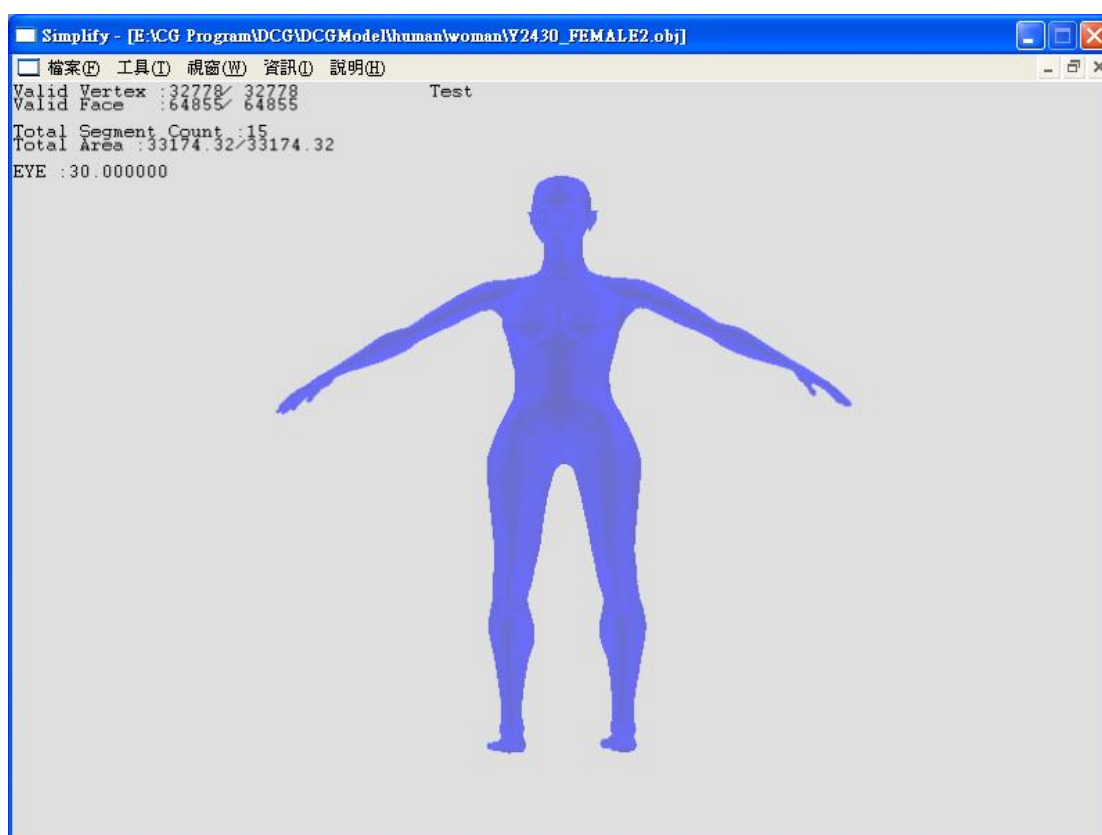 Simplify - [E:\CG Program\DCG\DCGModel\human\woman\Y2430_FEMALE2.obj]
檔案(F) 工具(T) 視窗(W) 資訊(I) 說明(H)
Valid Vertex :32778/ 32778 Test
Valid Face :64855/ 64855
Total Segment Count :15
Total Area :33174.32/33174.32
EYE :30.000000